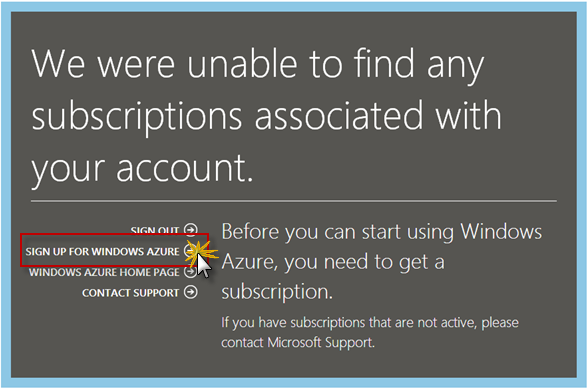 We were unable to find any
subscriptions associated with
your account.
SIGN OUT
SIGN UP FOR WINDOWS AZURE
WINDOWS AZURE HOME PAGE
CONTACT SUPPORT
Before you can start using Windows
Azure, you need to get a
subscription.
If you have subscriptions that are not active, please
contact Microsoft Support.